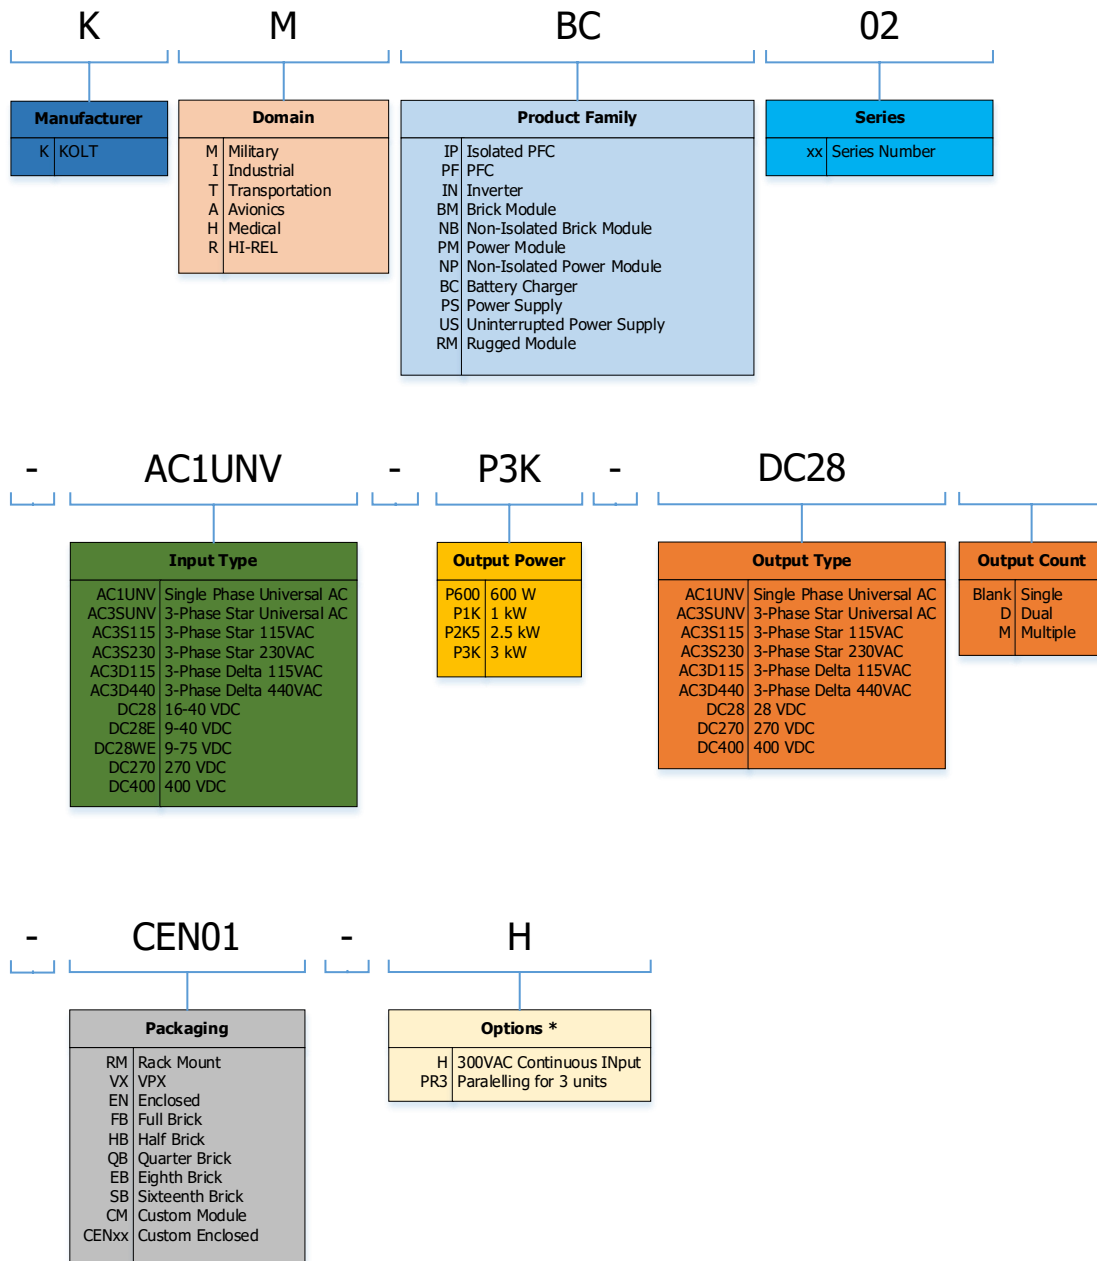 K M BC 02
Manufacturer
K KOLT
Domain
M Military
I Industrial
T Transportation
A Avionics
H Medical
R HI-REL
Product Family
IP Isolated PFC
PF PFC
IN Inverter
BM Brick Module
NB Non-Isolated Brick Module
PM Power Module
NP Non-Isolated Power Module
BC Battery Charger
PS Power Supply
US Uninterrupted Power Supply
RM Rugged Module
Series
xx Series Number
- AC1UNV - P3K - DC28
Input Type
AC1UNV Single Phase Universal AC
AC3SUNV 3-Phase Star Universal AC
AC3S115 3-Phase Star 115VAC
AC3S230 3-Phase Star 230VAC
AC3D115 3-Phase Delta 115VAC
AC3D440 3-Phase Delta 440VAC
DC28 16-40 VDC
DC28E 9-40 VDC
DC28WE 9-75 VDC
DC270 270 VDC
DC400 400 VDC
Output Power
P600 600 W
P1K 1 kW
P2K5 2.5 kW
P3K 3 kW
Output Type
AC1UNV Single Phase Universal AC
AC3SUNV 3-Phase Star Universal AC
AC3S115 3-Phase Star 115VAC
AC3S230 3-Phase Star 230VAC
AC3D115 3-Phase Delta 115VAC
AC3D440 3-Phase Delta 440VAC
DC28 28 VDC
DC270 270 VDC
DC400 400 VDC
Output Count
Blank Single
D Dual
M Multiple
- CEN01 - H
Packaging
RM Rack Mount
VX VPX
EN Enclosed
FB Full Brick
HB Half Brick
QB Quarter Brick
EB Eighth Brick
SB Sixteenth Brick
CM Custom Module
CENxx Custom Enclosed
Options *
H 300VAC Continuous INput
PR3 Paralelling for 3 units